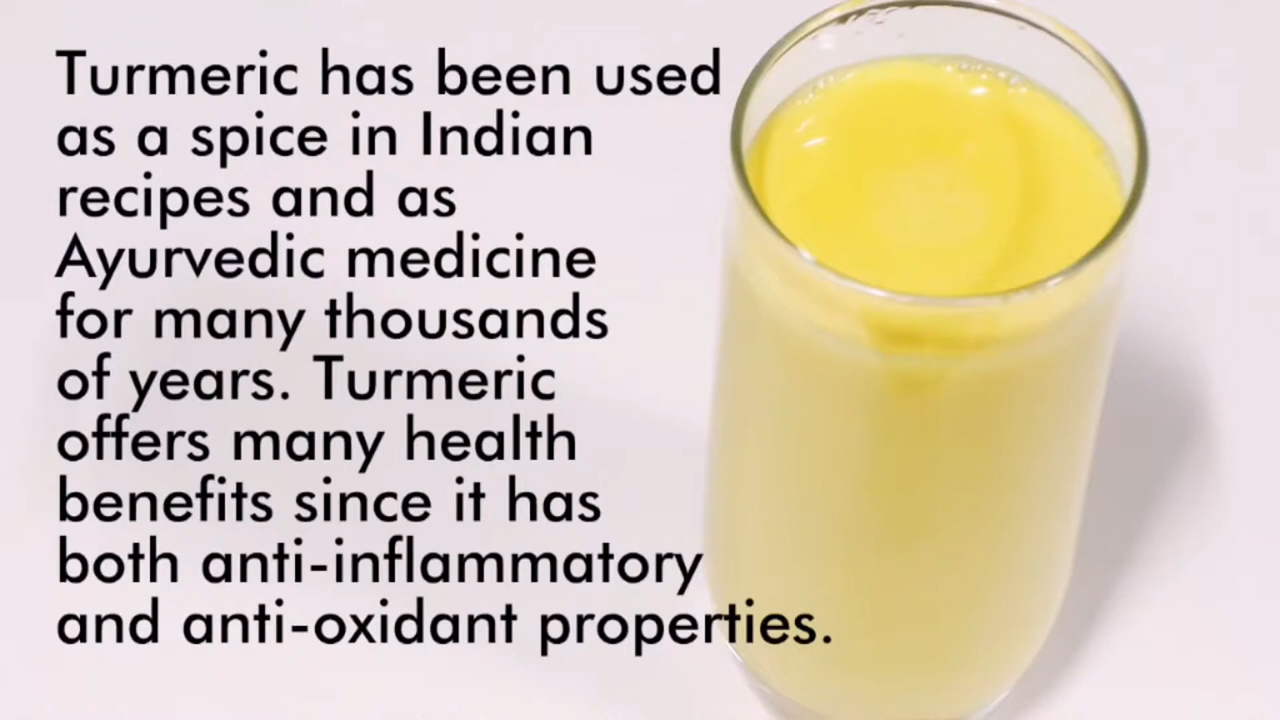 Turmeric has been used
as a spice in Indian
recipes and as
Ayurvedic medicine
for many thousands
of years. Turmeric
offers many health
benefits since it has
both anti-inflammatory
and anti-oxidant properties.